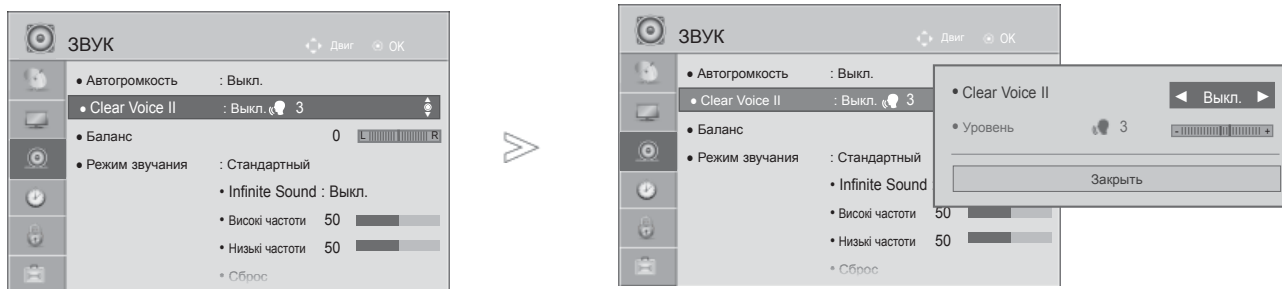 ЗВУК Двиг OK
• Автогромкость : Выкл.
• Clear Voice II : Выкл. 3
• Баланс 0 L R
• Режим звучания : Стандартный
• Infinite Sound : Выкл.
• Високі частоти 50
• Низькі частоти 50
• Сброс
ЗВУК Двиг OK
• Автогромкость : Выкл.
• Clear Voice II : Выкл. 3
• Баланс
• Режим звучания : Стандартный
• Infinite Sound :
• Високі частоти 50
• Низькі частоти 50
• Сброс
• Clear Voice II ◀ Выкл. ▶
• Уровень 3 - +
Закрыть